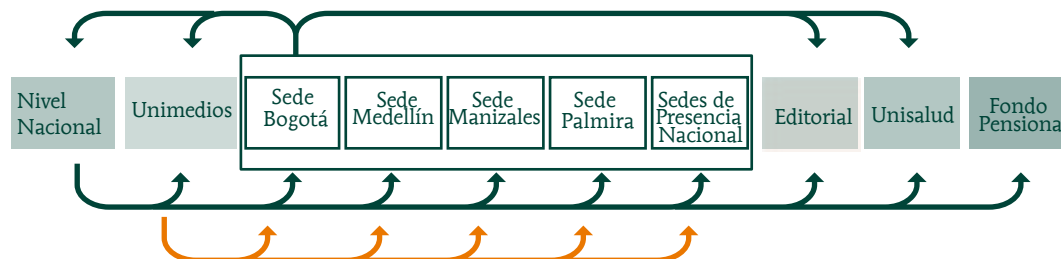 Nivel
Nacional
Unimedios
Sede
Bogotá
Sede
Medellín
Sede
Manizales
Sede
Palmira
Sedes de
Presencia
Nacional
Editorial
Unisalud
Fondo
Pensiona